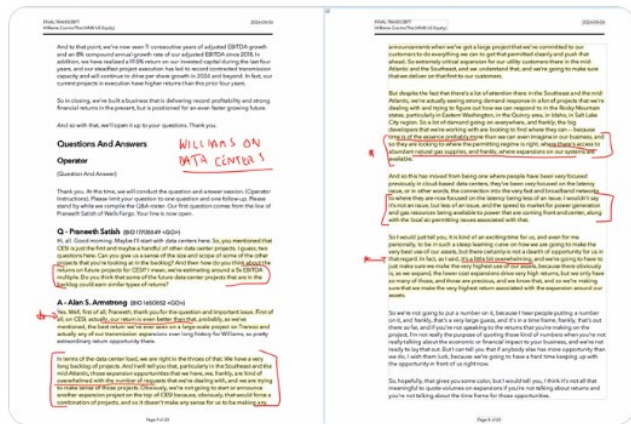 FINAL TRANSCRIPT
Williams Cos Inc/The (WMB US Equity)
And to that point, we've now seen 11 consecutive years of adjusted EBITDA growth
and an 8% compound annual growth rate of adjusted EBITDA since 2018. In
addition, we have realized a 19.9% return on our invested capital during the last four
years, and our steadfast project execution has led to record contracted transmission
capacity and will continue to drive per share growth in 2024 and beyond. In fact, our
current projects in execution have higher returns than this prior four years.
So in closing, we've built a business that is delivering record profitability and strong
financial returns in the present, but is positioned for an even faster growing future.
And so with that, we'll open it up to your questions. Thank you.
Questions And Answers
WILLIAMS ON
DATA CENTERS
Operator
(Question And Answer)
Thank you. At this time, we will conduct the question and answer session. (Operator
Instructions). Please limit your question to one question and one follow up. Please
stand by while we compile the Q&A roster. Our first question comes from the line of
Praneeth Satish of Wells Fargo. Your line is now open.
Q - Praneeth Satish
Hi, all. Good morning. Maybe I'll start with data centers here. So, you mentioned that
CESI is just the first and maybe a handful of other data center projects. I guess, two
questions here. Can you give us a sense of the size and scope of some of the other
projects that you're looking at in the backlog? And then how do you think about the
returns on future projects for CESI? I mean, we're estimating around a 5x EBITDA
multiple. Do you think that some of the future data center projects that are in the
backlog could earn similar types of returns?
A - Alan S. Armstrong
Yes. Well, first of all, Praneeth, thank you for the question and important issue. First of
all, on CESI, actually, our return is even better than that, probably, as we've
mentioned, the best return we've ever seen on a large scale project on Transco and
actually any of our transmission expansions over long history for Williams, so pretty
extraordinary return opportunity there.
In terms of the data center load, we are right in the throes of that. We have a very
long backlog of projects. And I will tell you that, particularly in the Southeast and the
mid-Atlantic, those expansion opportunities that we have, we, frankly, are kind of
overwhelmed with the number of requests that we're dealing with, and we are trying
to make sense of those projects. Obviously, we're not going to start or announce
another expansion project on the top of CESI because, obviously, that would force a
combination of projects, and so it doesn't make any sense for us to be making any
FINAL TRANSCRIPT
Williams Cos Inc/The (WMB US Equity)
announcements when we've got a large project that we've committed to our
customers to do everything we can to get that permitted clearly and push that
ahead. So extremely critical expansion for our utility customers there in the mid-
Atlantic and the Southeast, and we understand that, and we're going to make sure
that we deliver on that first to our customers.
But despite the fact that there's a lot of attention there in the Southeast and the mid-
Atlantic, we're actually seeing strong demand response in a lot of projects that we're
dealing with and trying to figure out how we can respond to in the Rocky Mountain
states, particularly in Eastern Washington, in the Quincy area, in Idaho, in Salt Lake
City region. So a lot of demand going on everywhere, and frankly, the big
developers that we're working with are looking to find where they can -- because
time is of the essence probably more than we can even imagine in our business, and
so they are looking to where the permitting regime is right, where there's access to
abundant natural gas supplies, and frankly, where expansions on our systems are
available.
And so this has moved from being one where people have been very focused
previously in cloud-based data centers, they've been very focused on the latency
issue, or in other words, the connection into the very fast and broadband networks
to where they are now focused on the latency being less of an issue. I wouldn't say
it's not an issue, but less of an issue, and the speed to market for power generation
and gas resources being available to power that are coming front and center, along
with the local air permitting issues associated with that.
So I would just tell you, it is kind of an exciting time for us, and even for me
personally, to be in such a steep learning curve on how we are going to make the
very best use of our assets, but there certainly is not a dearth of opportunity for us in
that regard. In fact, as I said, it's a little bit overwhelming, and we're going to have to
just make sure we make the very highest use of our assets, because there obviously
is, as we expand, the lower cost expansions drive very high returns, but we only have
so many of those, and those are precious, and we know that, and so we're making
sure that we make the very highest return associated with the expansion around our
assets.
So we're not going to put a number on it, because I hear people putting a number
on it, and frankly, that's a very large guess, and it's in a time frame, frankly, that's out
there so far, and if you're not speaking to the returns that you're making on the
project, I'm not really the purpose of quoting those kind of numbers when you're not
really talking about the economic or financial impact to your business, and we're not
ready to lay that out. But I can tell you that if anybody else has more opportunity than
we do, I wish them luck, because we're going to have a hard time keeping up with
the opportunity in front of us right now.
So, hopefully, that gives you some color, but I would tell you, I think it's not all that
meaningful to quote volumes on expansions if you're not talking about returns and
you're not talking about the time frame for those opportunities.